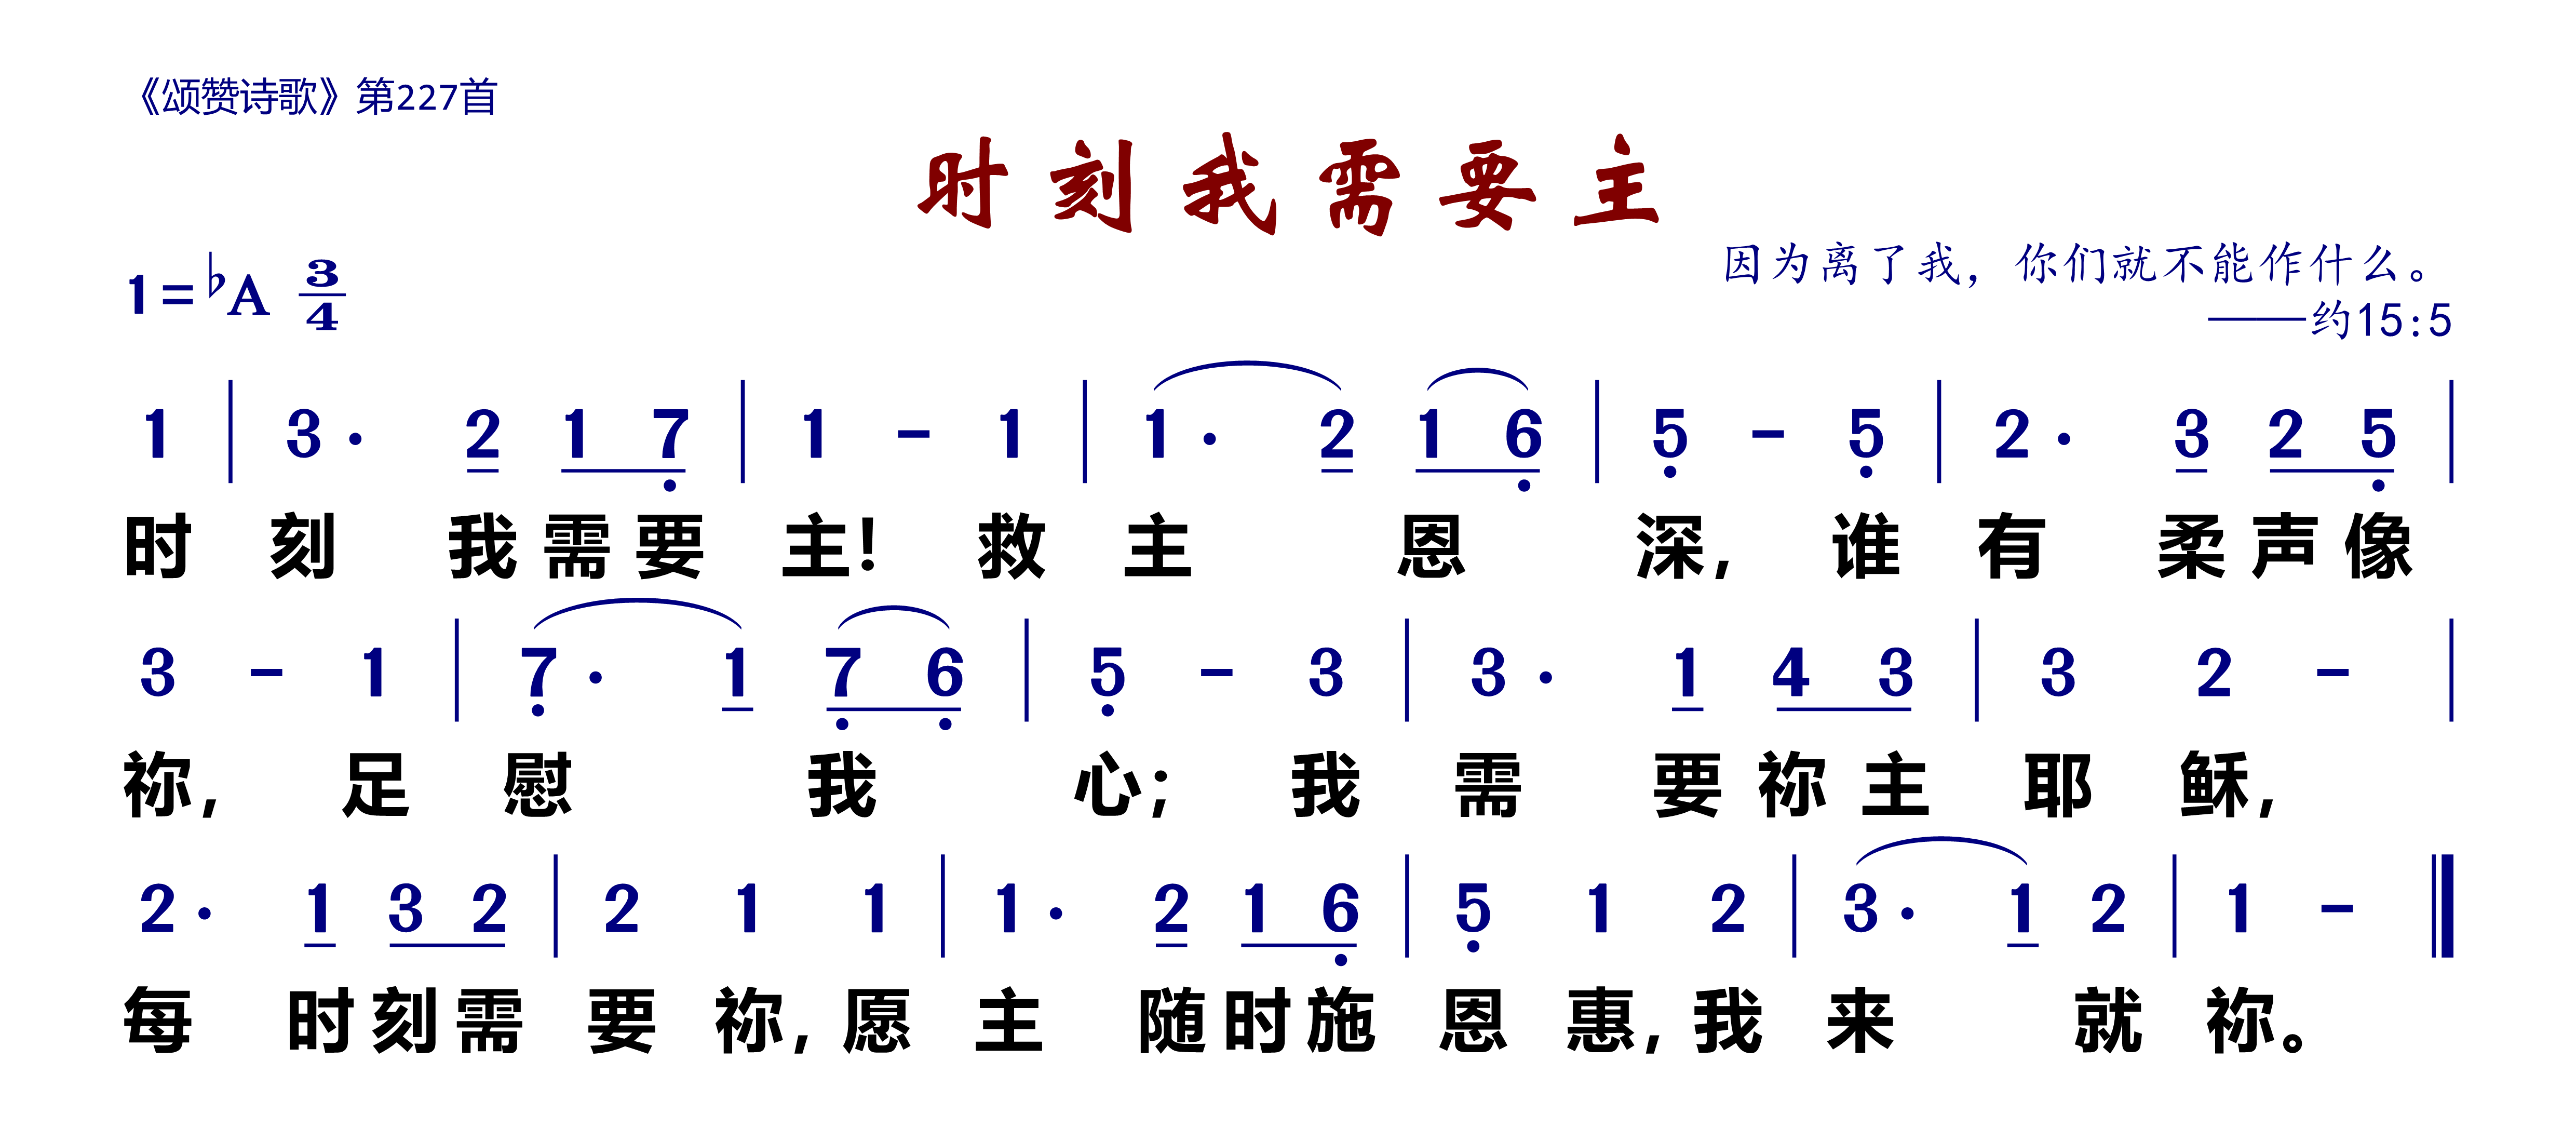 《颂赞诗歌》第227首
时刻我需要主
因为离了我，你们就不能作什么。
1=♭A 3/4
——约15:5
1 | 3· 2 1 7 | 1 - 1 | 1· 2 1 6 | 5 - 5 | 2· 3 2 5 |
时刻我需要主！救主恩深，谁有柔声像
3 - 1 | 7· 1 7 6 | 5 - 3 | 3· 1 4 3 | 3 2 - |
祢，足慰我心；我需要祢主耶稣，
2· 1 3 2 | 2 1 1 | 1· 2 1 6 | 5 1 2 | 3· 1 2 | 1 - ‖
每时刻需要祢，愿主随时施恩惠，我来就祢。